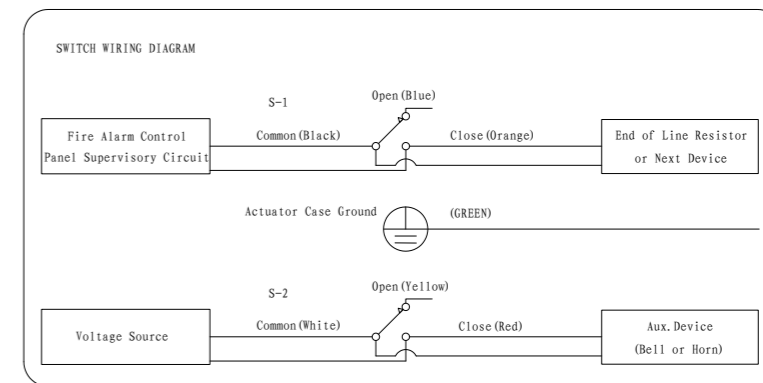 SWITCH WIRING DIAGRAM
S-1
Open(Blue)
Fire Alarm Control
Panel Supervisory Circuit
Common(Black)
Close(Orange)
End of Line Resistor
or Next Device
Actuator Case Ground
(GREEN)
S-2
Open(Yellow)
Voltage Source
Common(White)
Close(Red)
Aux.Device
(Bell or Horn)